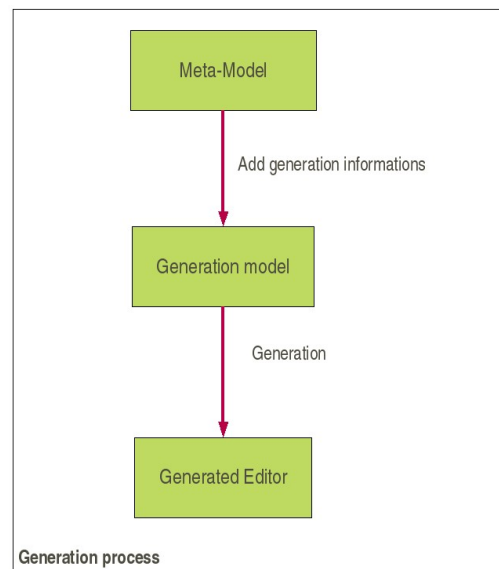 Meta-Model
Add generation informations
Generation model
Generation
Generated Editor
Generation process